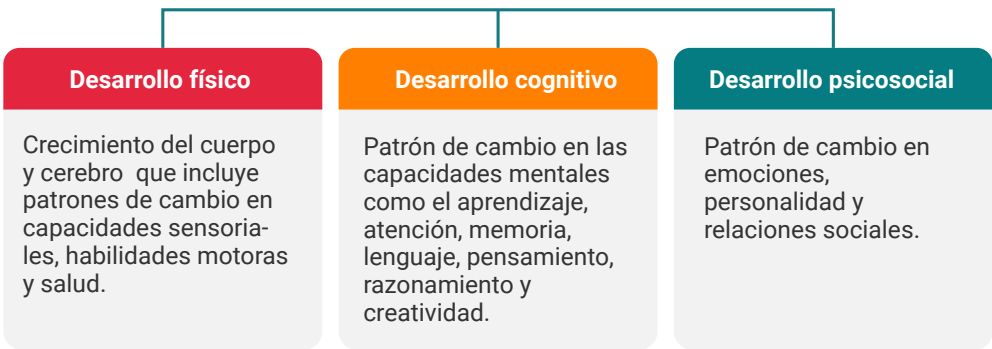 Desarrollo físico
Crecimiento del cuerpo
y cerebro que incluye
patrones de cambio en
capacidades sensoria-
les, habilidades motoras
y salud.
Desarrollo cognitivo
Patrón de cambio en las
capacidades mentales
como el aprendizaje,
atención, memoria,
lenguaje, pensamiento,
razonamiento y
creatividad.
Desarrollo psicosocial
Patrón de cambio en
emociones,
personalidad y
relaciones sociales.